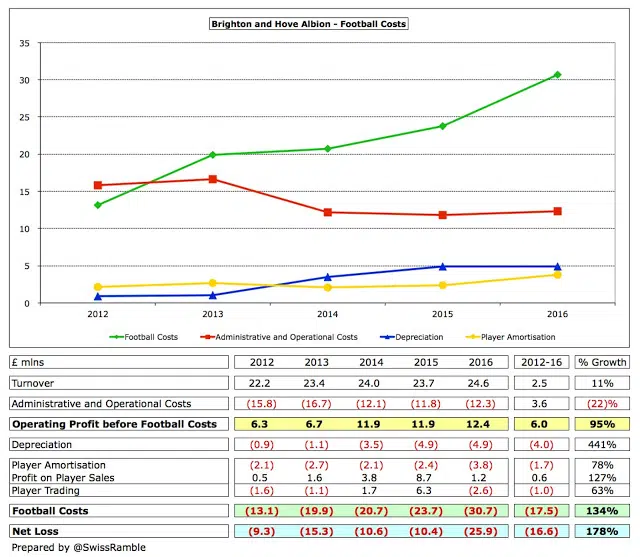 Brighton and Hove Albion - Football Costs
35
30
25
20
15
10
5
0
2012 2013 2014 2015 2016
Football Costs Administrative and Operational Costs Depreciation Player Amortisation
£ mlns 2012 2013 2014 2015 2016 2012-16 % Growth
Turnover 22.2 23.4 24.0 23.7 24.6 2.5 11%
Administrative and Operational Costs (15.8) (16.7) (12.1) (11.8) (12.3) 3.6 (22)%
Operating Profit before Football Costs 6.3 6.7 11.9 11.9 12.4 6.0 95%
Depreciation (0.9) (1.1) (3.5) (4.9) (4.9) (4.0) 441%
Player Amortisation (2.1) (2.7) (2.1) (2.4) (3.8) (1.7) 78%
Profit on Player Sales 0.5 1.6 3.8 8.7 1.2 0.6 127%
Player Trading (1.6) (1.1) 1.7 6.3 (2.6) (1.0) 63%
Football Costs (13.1) (19.9) (20.7) (23.7) (30.7) (17.5) 134%
Net Loss (9.3) (15.3) (10.6) (10.4) (25.9) (16.6) 178%
Prepared by @SwissRamble